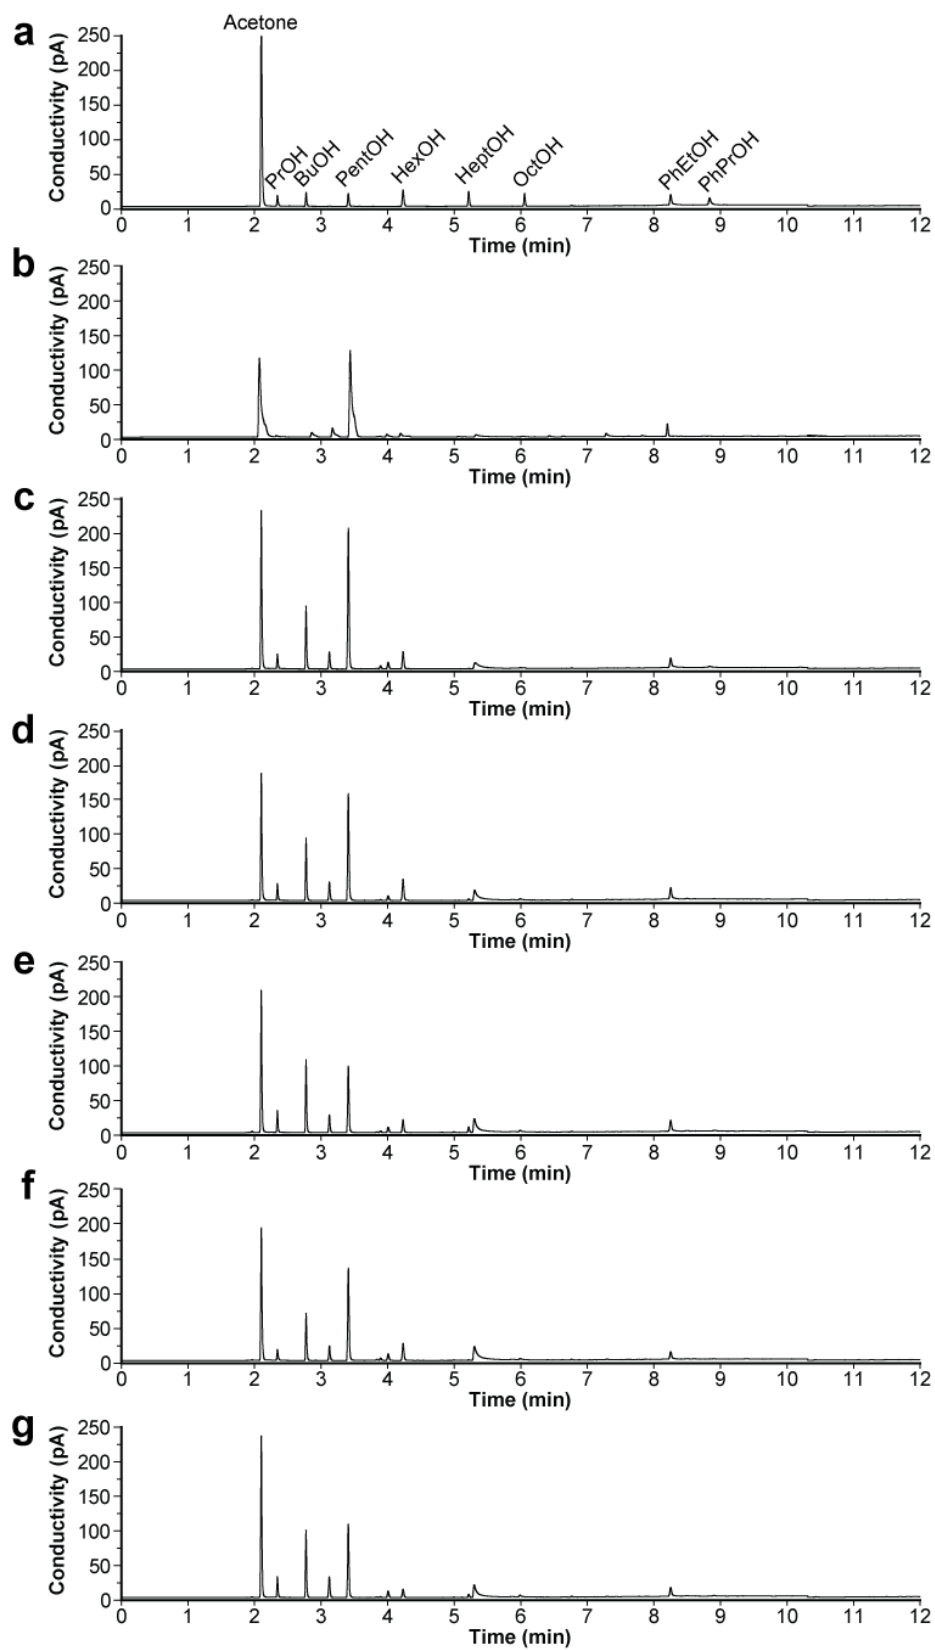 a
Acetone
PrOH
BuOH
PentOH
HexOH
HeptOH
OctOH
PhEtOH
PhPrOH
Conductivity (pA)
250
200
150
100
50
0
0 1 2 3 4 5 6 7 8 9 10 11 12
Time (min)
b
Conductivity (pA)
250
200
150
100
50
0
0 1 2 3 4 5 6 7 8 9 10 11 12
Time (min)
c
Conductivity (pA)
250
200
150
100
50
0
0 1 2 3 4 5 6 7 8 9 10 11 12
Time (min)
d
Conductivity (pA)
250
200
150
100
50
0
0 1 2 3 4 5 6 7 8 9 10 11 12
Time (min)
e
Conductivity (pA)
250
200
150
100
50
0
0 1 2 3 4 5 6 7 8 9 10 11 12
Time (min)
f
Conductivity (pA)
250
200
150
100
50
0
0 1 2 3 4 5 6 7 8 9 10 11 12
Time (min)
g
Conductivity (pA)
250
200
150
100
50
0
0 1 2 3 4 5 6 7 8 9 10 11 12
Time (min)